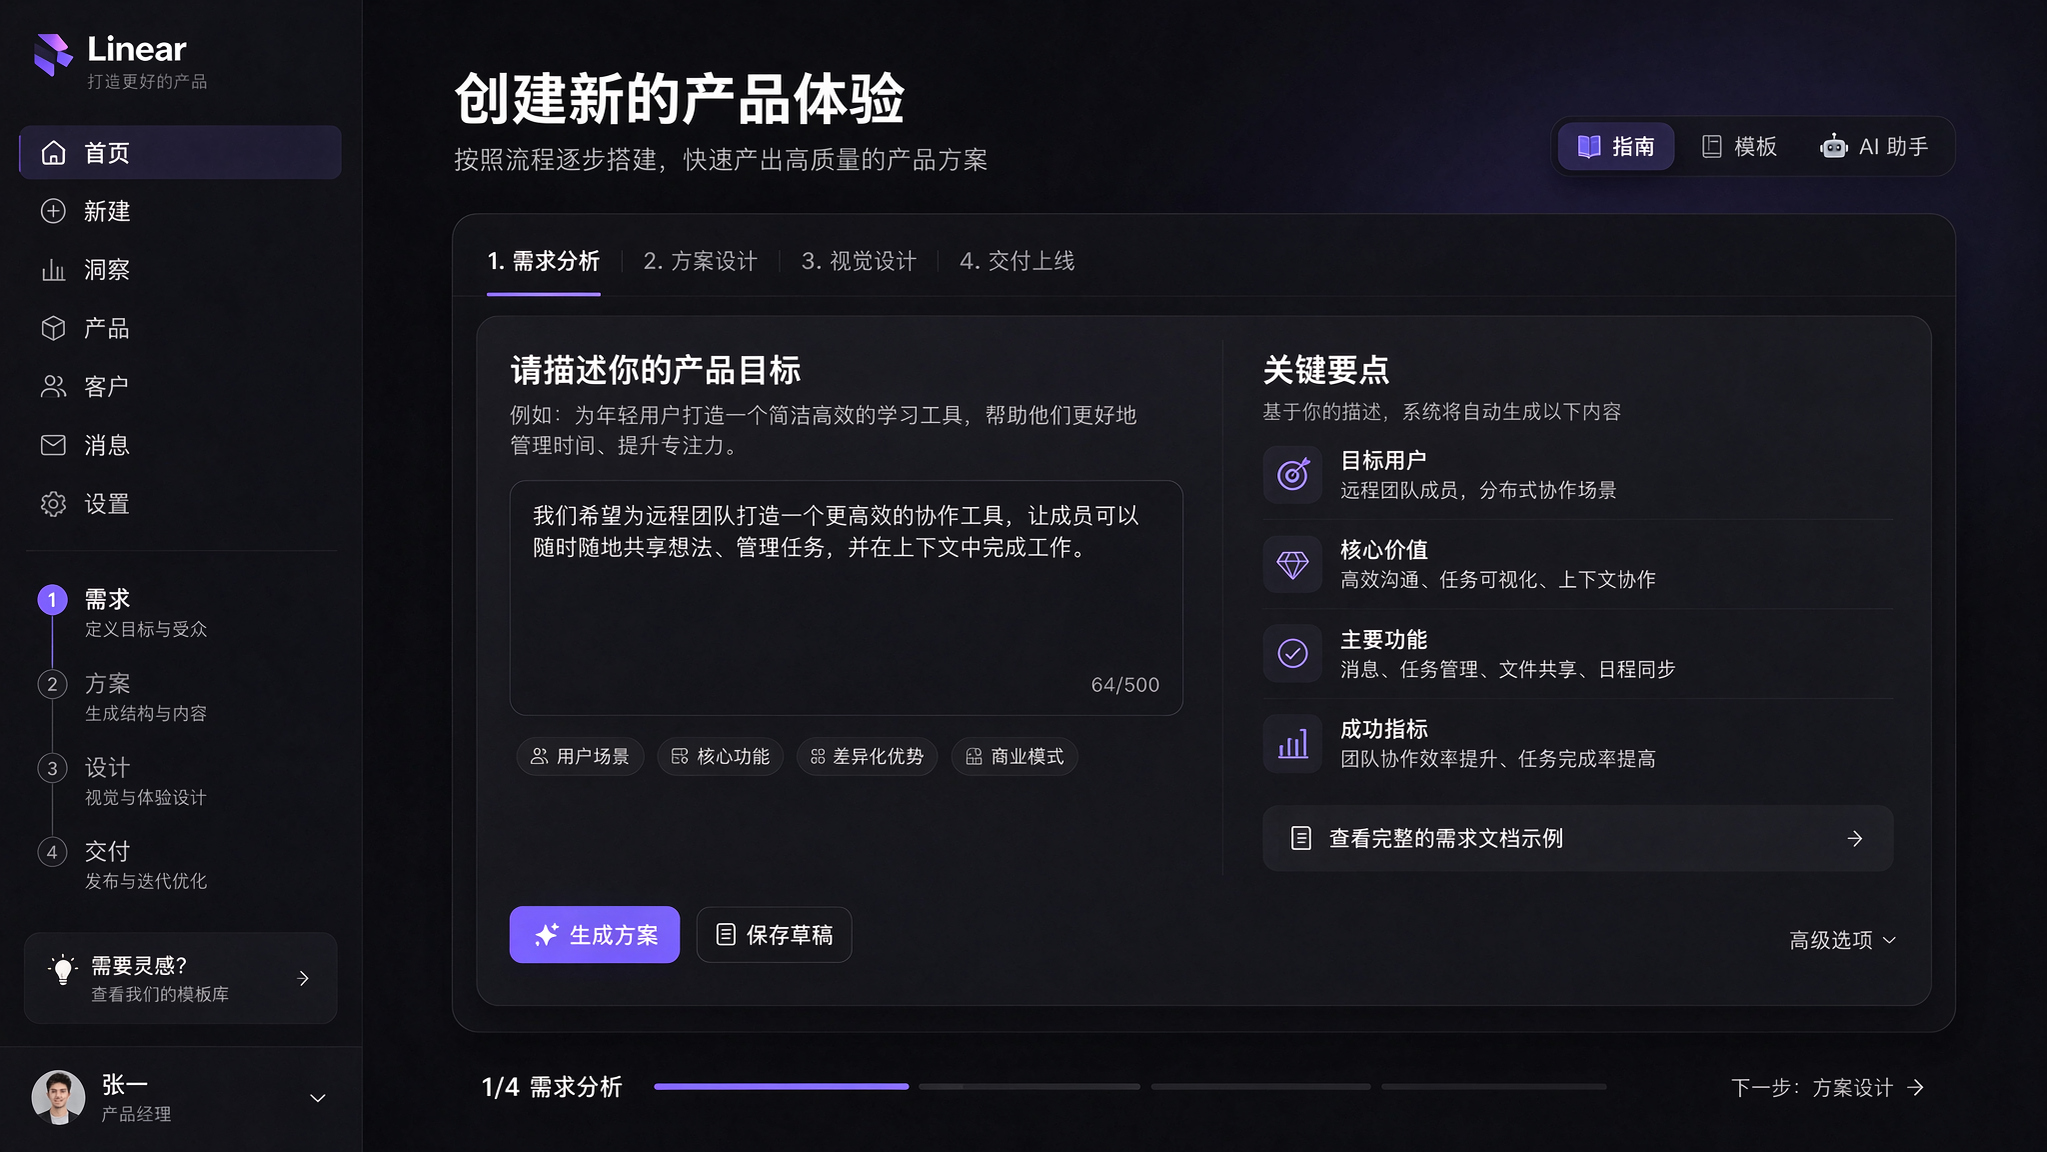 Linear
打造更好的产品
首页
新建
洞察
产品
客户
消息
设置
1 需求
定义目标与受众
2 方案
生成结构与内容
3 设计
视觉与体验设计
4 交付
发布与迭代优化
需要灵感?
查看我们的模板库
张一
产品经理
创建新的产品体验
按照流程逐步搭建，快速产出高质量的产品方案
指南 模板 AI 助手
1. 需求分析 2. 方案设计 3. 视觉设计 4. 交付上线
请描述你的产品目标
例如：为年轻用户打造一个简洁高效的学习工具，帮助他们更好地
管理时间、提升专注力。
我们希望为远程团队打造一个更高效的协作工具，让成员可以
随时随地共享想法、管理任务，并在上下文中完成工作。
64/500
用户场景 核心功能 差异化优势 商业模式
生成方案 保存草稿
关键要点
基于你的描述，系统将自动生成以下内容
目标用户
远程团队成员，分布式协作场景
核心价值
高效沟通、任务可视化、上下文协作
主要功能
消息、任务管理、文件共享、日程同步
成功指标
团队协作效率提升、任务完成率提高
查看完整的需求文档示例
高级选项
1/4 需求分析
下一步：方案设计